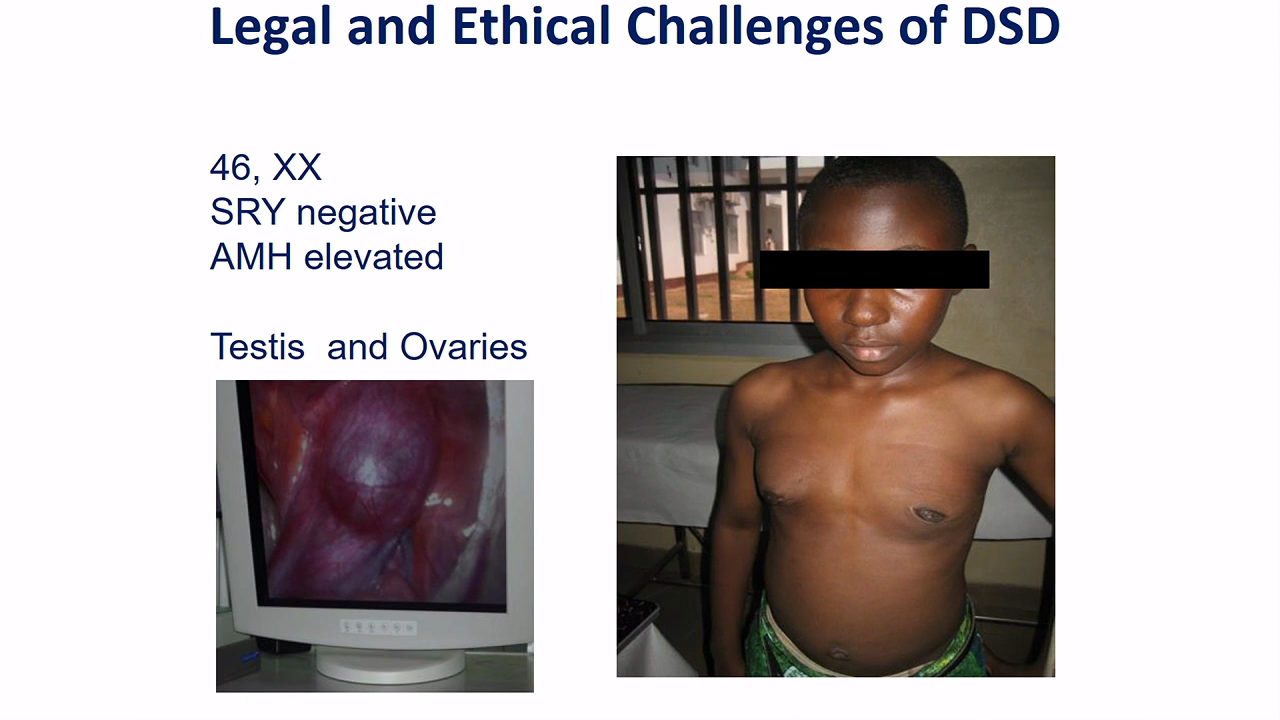 Legal and Ethical Challenges of DSD
46, XX
SRY negative
AMH elevated
Testis and Ovaries